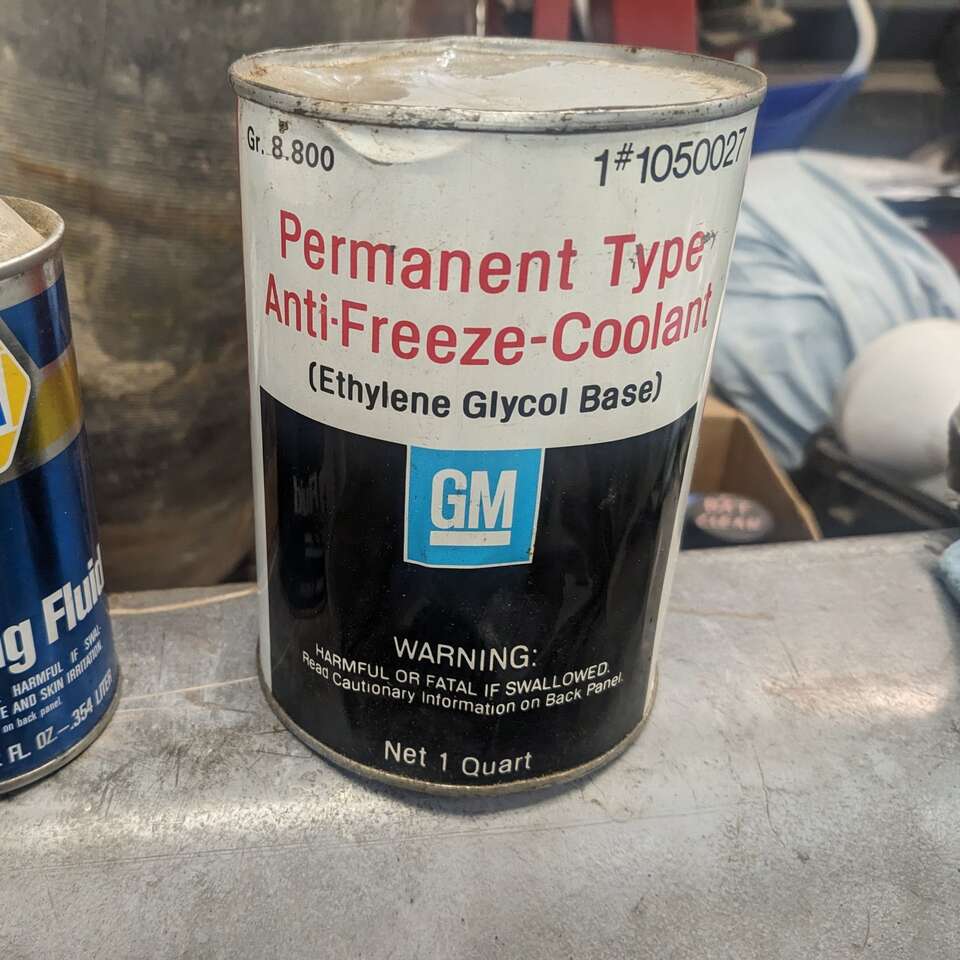 Gr. 8.800
1#1050027
Permanent Type
Anti-Freeze-Coolant
(Ethylene Glycol Base)
GM
WARNING:
HARMFUL OR FATAL IF SWALLOWED.
Read Cautionary Information on Back Panel.
Net 1 Quart
g Fluid
HARMFUL IF SWAL-
E AND SKIN IRRITATION.
on back panel.
FL. OZ.—.354 LITER
CLEAN